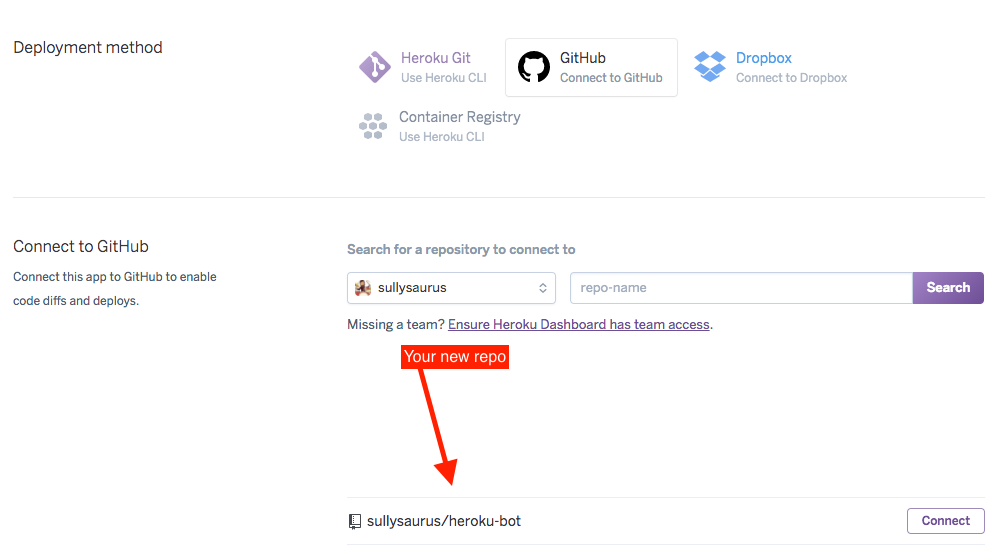 Deployment method
Heroku Git
Use Heroku CLI
GitHub
Connect to GitHub
Dropbox
Connect to Dropbox
Container Registry
Use Heroku CLI
Connect to GitHub
Connect this app to GitHub to enable
code diffs and deploys.
Search for a repository to connect to
sullysaurus
repo-name
Search
Missing a team? Ensure Heroku Dashboard has team access.
Your new repo
sullysaurus/heroku-bot
Connect